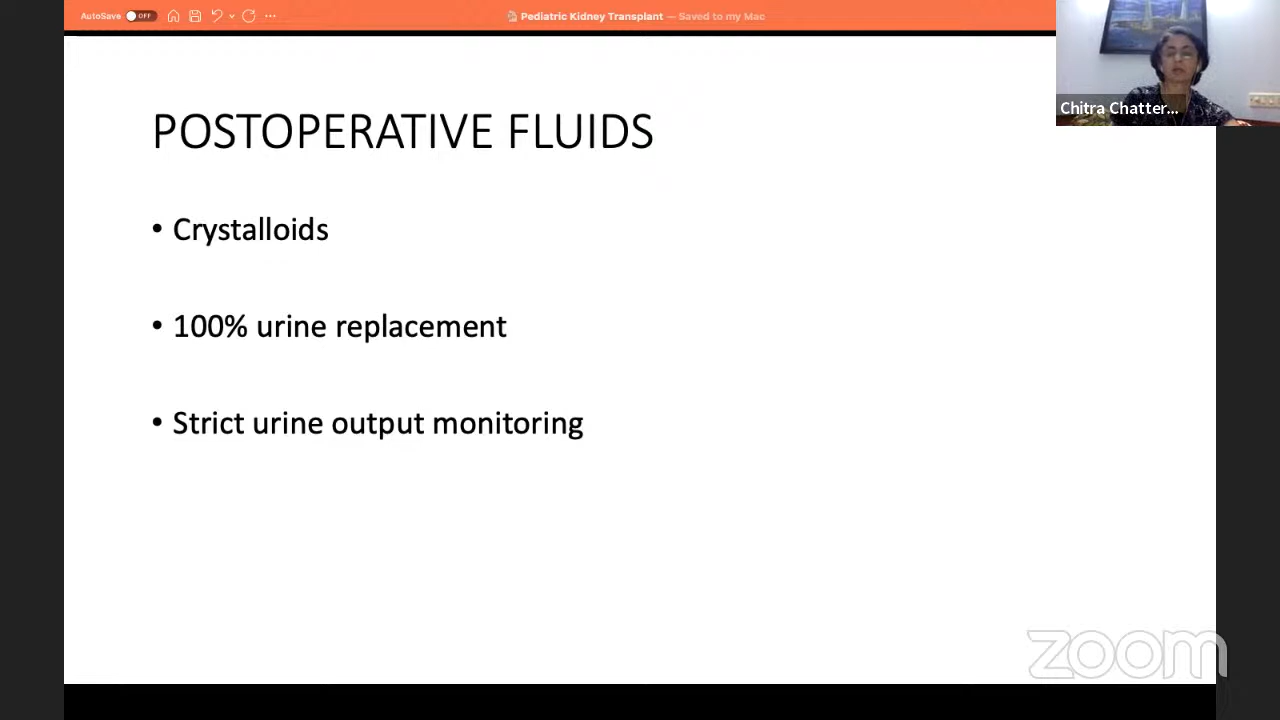 AutoSave OFF
Pediatric Kidney Transplant — Saved to my Mac
Chitra Chatter...
POSTOPERATIVE FLUIDS
• Crystalloids
• 100% urine replacement
• Strict urine output monitoring
zoom